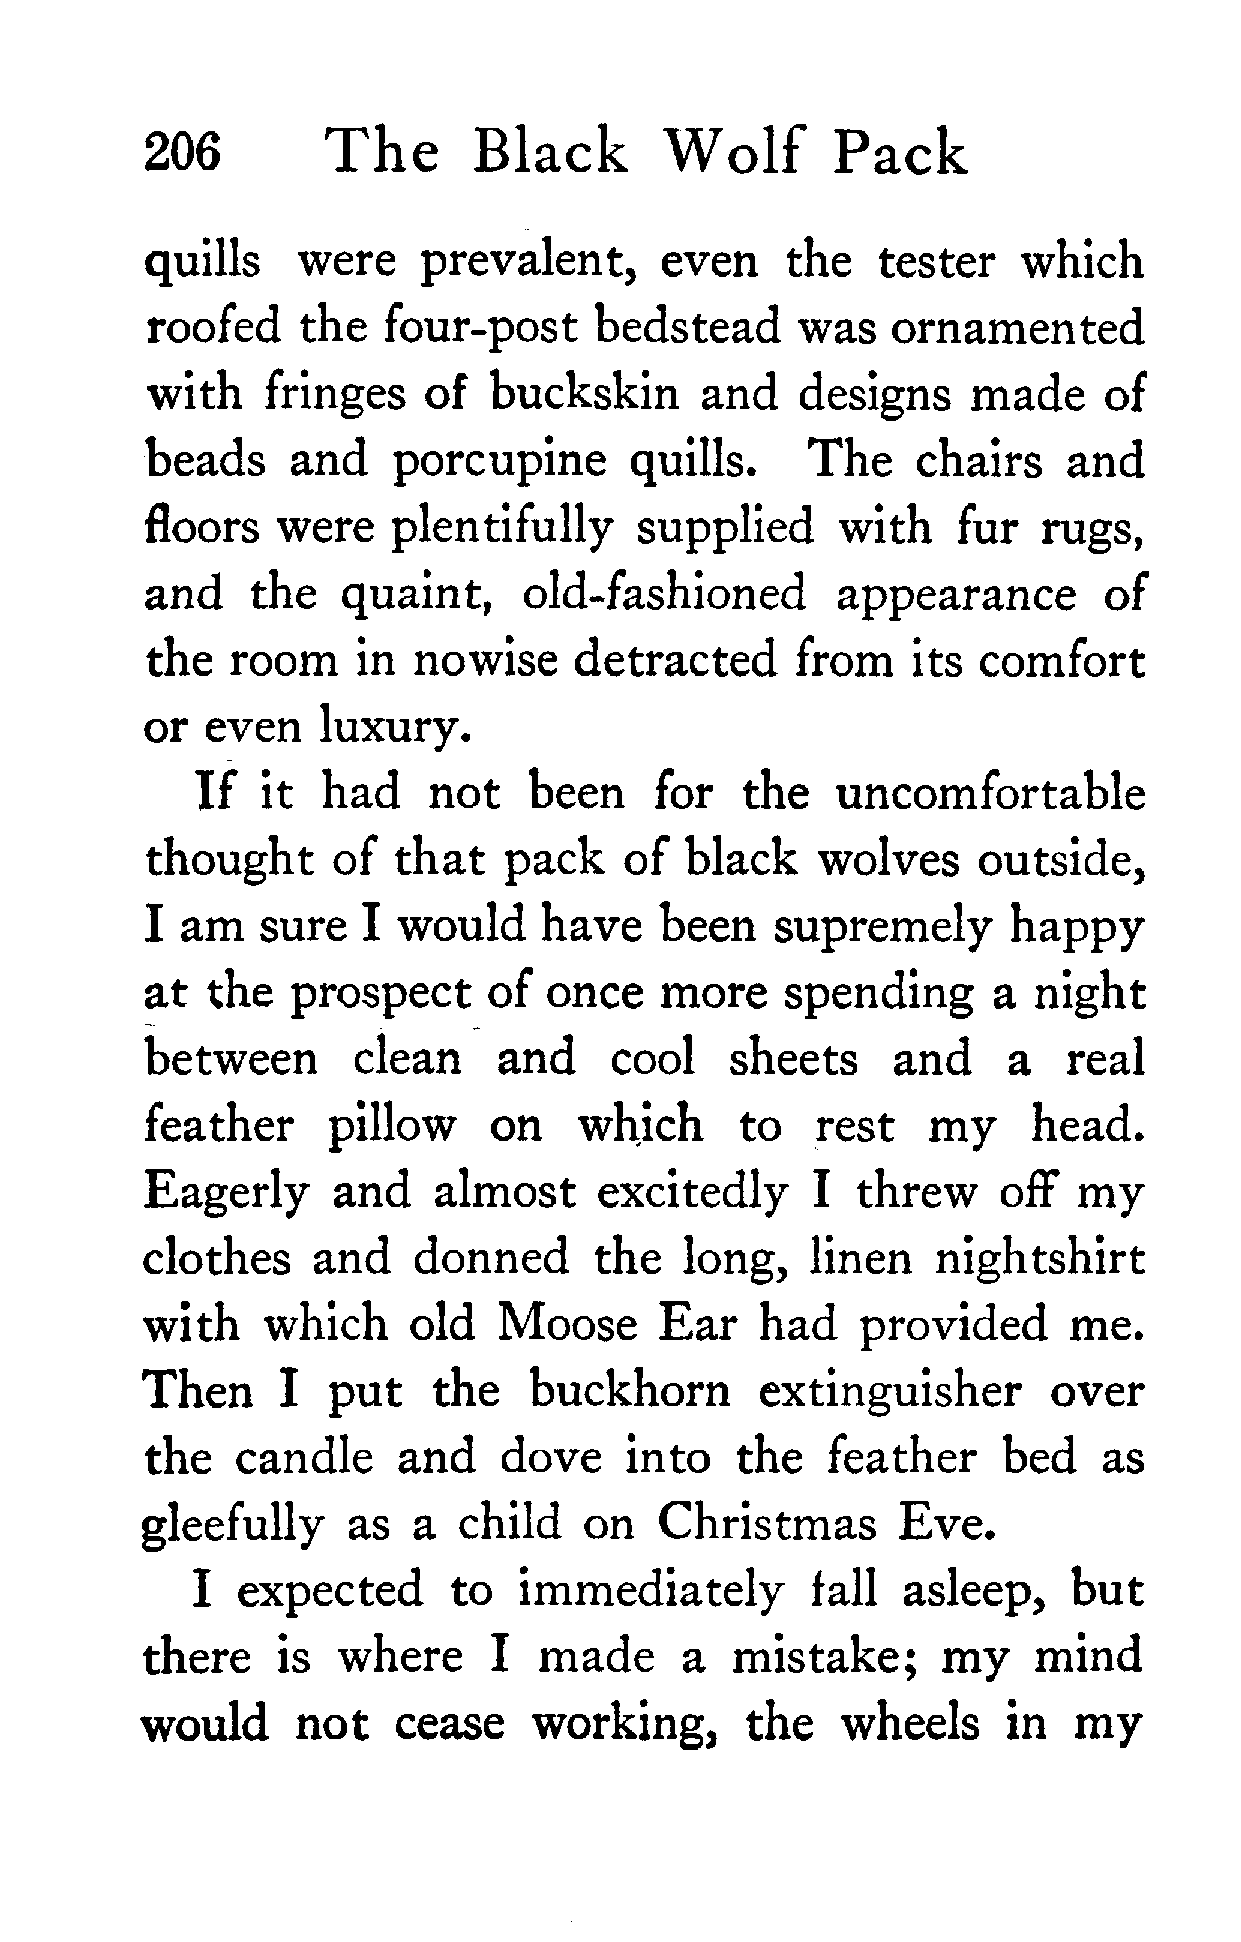 206 The Black Wolf Pack
quills were prevalent, even the tester which
roofed the four-post bedstead was ornamented
with fringes of buckskin and designs made of
beads and porcupine quills. The chairs and
floors were plentifully supplied with fur rugs,
and the quaint, old-fashioned appearance of
the room in nowise detracted from its comfort
or even luxury.
If it had not been for the uncomfortable
thought of that pack of black wolves outside,
I am sure I would have been supremely happy
at the prospect of once more spending a night
between clean and cool sheets and a real
feather pillow on which to rest my head.
Eagerly and almost excitedly I threw off my
clothes and donned the long, linen nightshirt
with which old Moose Ear had provided me.
Then I put the buckhorn extinguisher over
the candle and dove into the feather bed as
gleefully as a child on Christmas Eve.
I expected to immediately fall asleep, but
there is where I made a mistake; my mind
would not cease working, the wheels in my